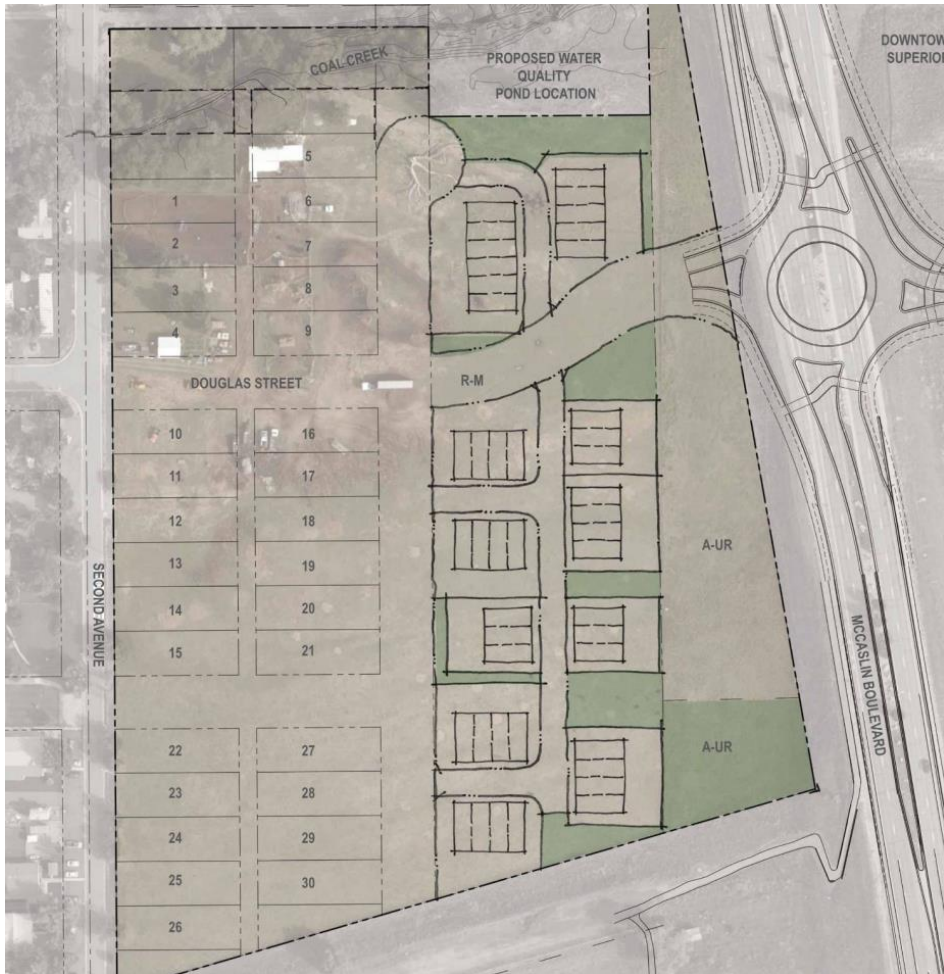 COAL CREEK
PROPOSED WATER
QUALITY
POND LOCATION
DOWNTOW
SUPERIOR
5
1
6
2
7
3
8
4
9
DOUGLAS STREET
R-M
10
16
11
17
12
18
13
19
14
20
15
21
SECOND AVENUE
A-UR
MCCASLIN BOULEVARD
22
27
A-UR
23
28
24
29
25
30
26